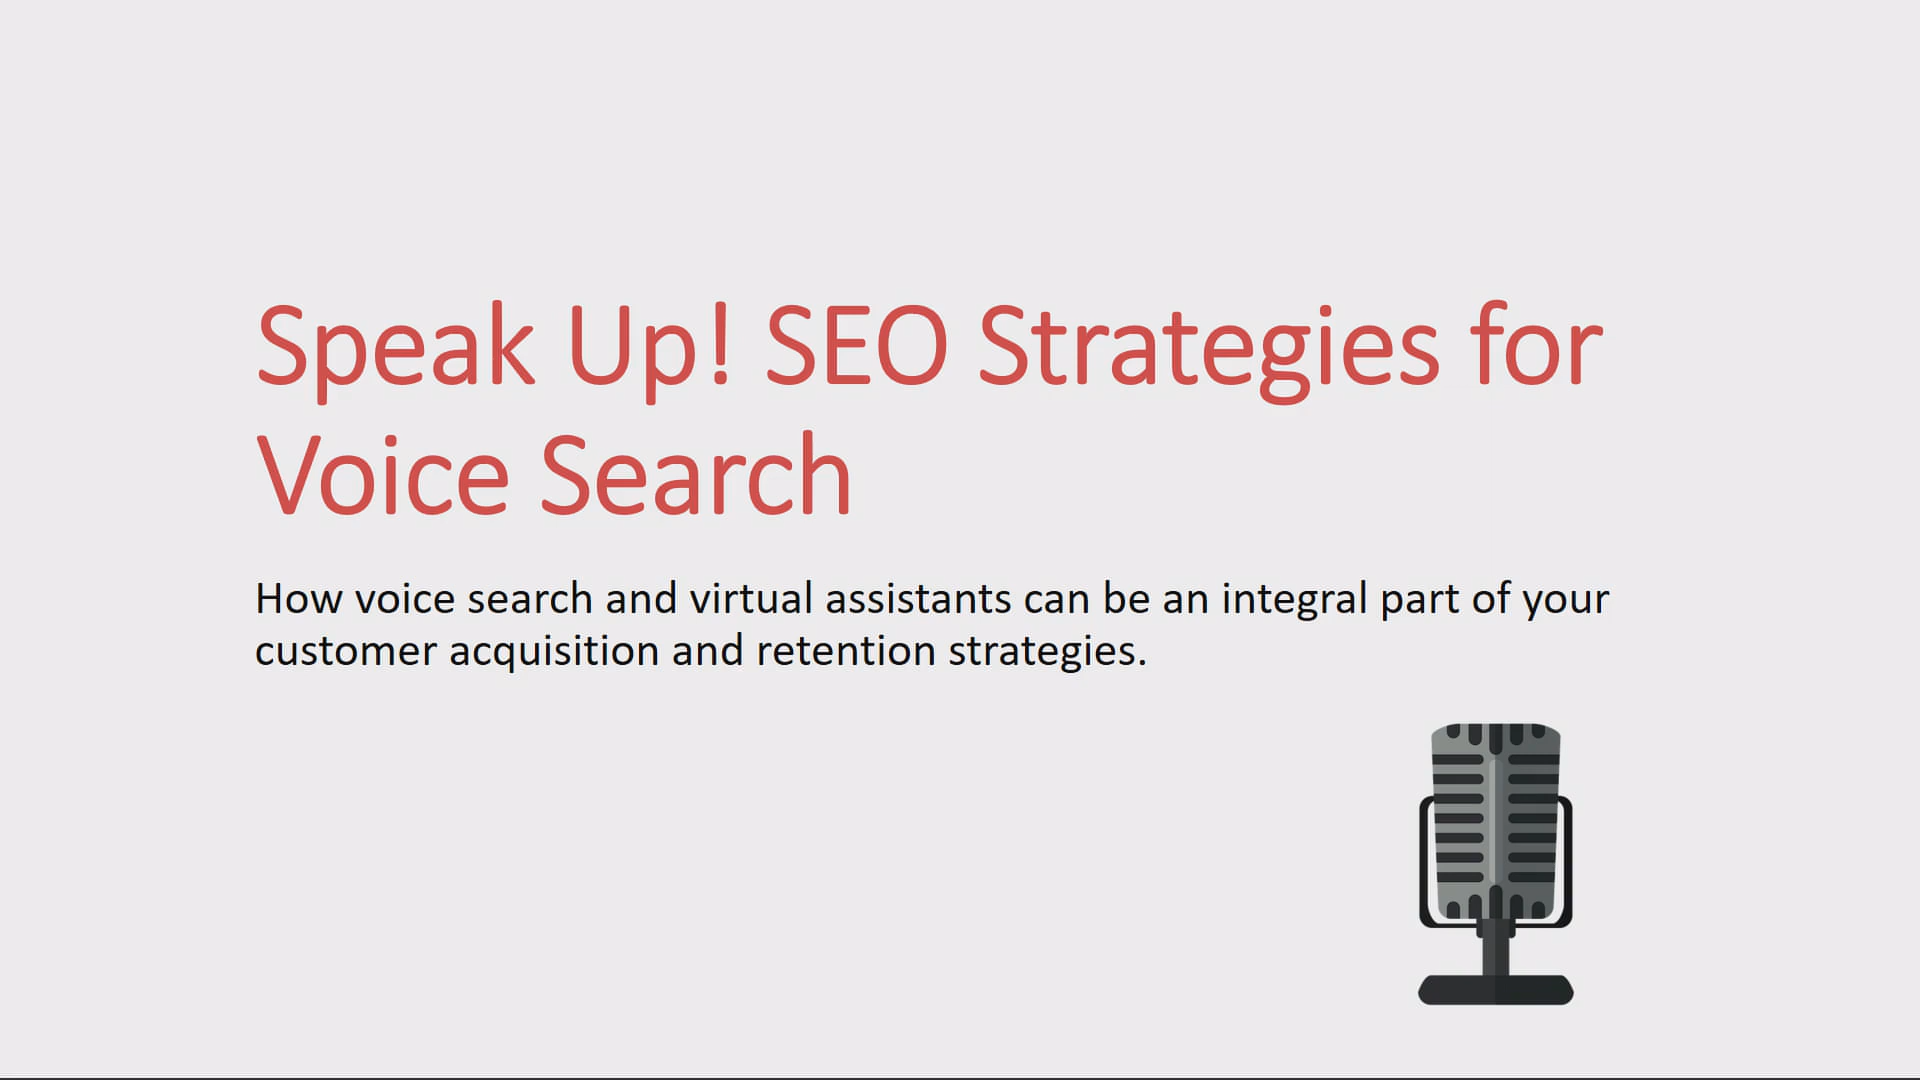 Speak Up! SEO Strategies for
Voice Search
How voice search and virtual assistants can be an integral part of your
customer acquisition and retention strategies.